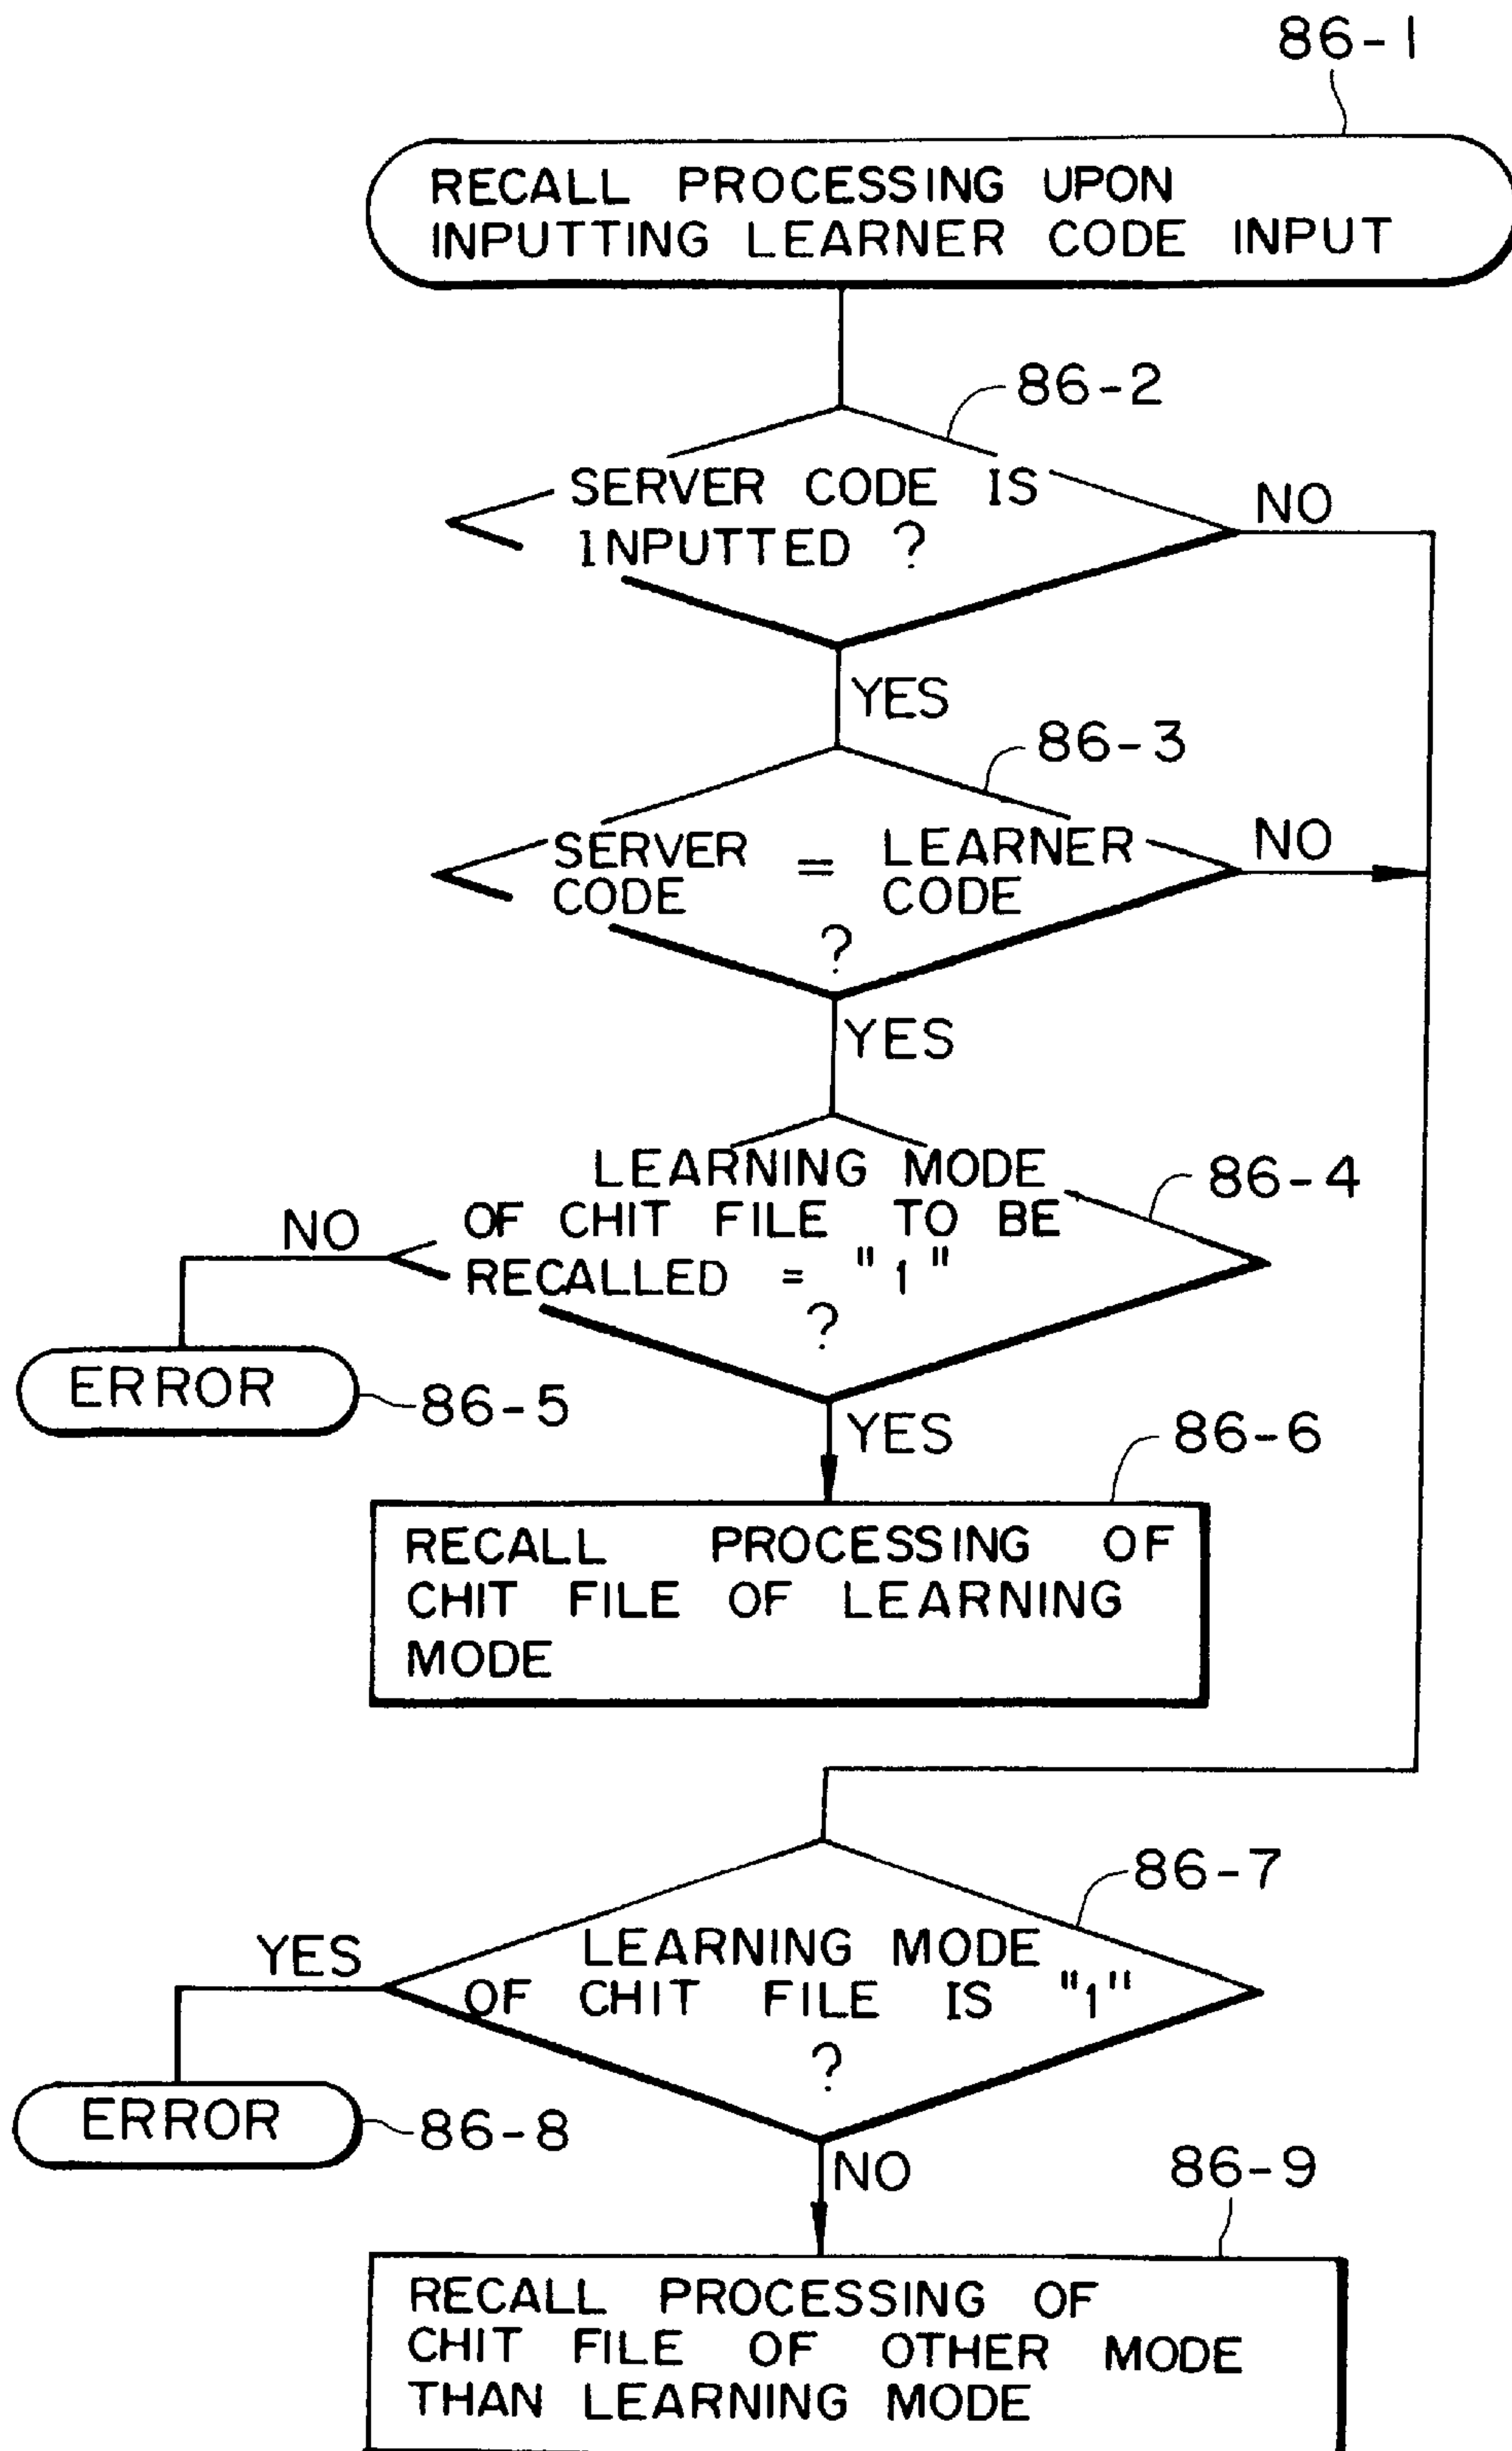 86-1
RECALL PROCESSING UPON
INPUTTING LEARNER CODE INPUT
86-2
SERVER CODE IS
INPUTTED ?
NO
YES
86-3
SERVER = LEARNER
CODE CODE
?
NO
YES
LEARNING MODE
OF CHIT FILE TO BE
RECALLED = "1"
?
86-4
NO
ERROR
86-5
YES
86-6
RECALL PROCESSING OF
CHIT FILE OF LEARNING
MODE
86-7
YES
LEARNING MODE
OF CHIT FILE IS "1"
?
ERROR
86-8
NO
86-9
RECALL PROCESSING OF
CHIT FILE OF OTHER MODE
THAN LEARNING MODE